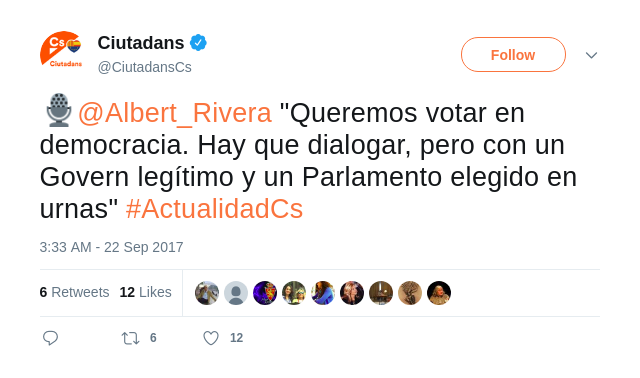 Cs
Ciutadans
Ciutadans
@CiutadansCs
Follow
@Albert_Rivera "Queremos votar en
democracia. Hay que dialogar, pero con un
Govern legítimo y un Parlamento elegido en
urnas" #ActualidadCs
3:33 AM - 22 Sep 2017
6 Retweets 12 Likes
6 12